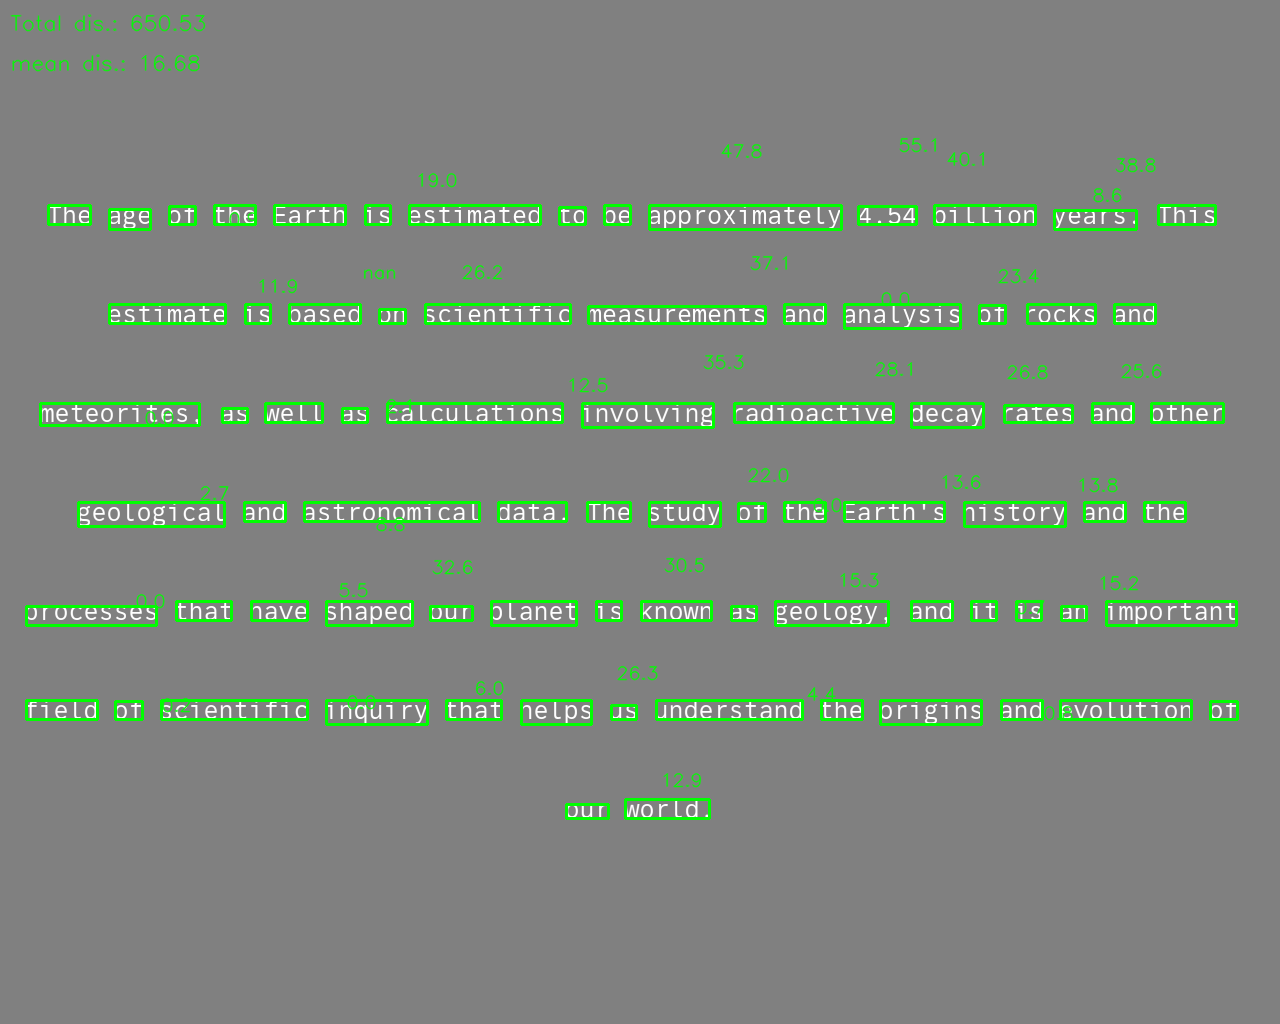 Total dis.: 650.53
mean dis.: 16.68
47.8 55.1 40.1 38.8
19.0 8.6
The age of the Earth is estimated to be approximately 4.54 billion years. This
11.9 nan 26.2 37.1 0.0 23.4
estimate is based on scientific measurements and analysis of rocks and
12.5 35.3 28.1 26.8 25.6
meteorites, as well as calculations involving radioactive decay rates and other
2.7 22.0 13.6 13.8
geological and astronomical data. The study of the Earth's history and the
0.0 5.5 32.6 30.5 15.3 15.2
processes that have shaped our planet is known as geology, and it is an important
6.0 26.3 4.4
field of scientific inquiry that helps us understand the origins and evolution of
12.9
our world.